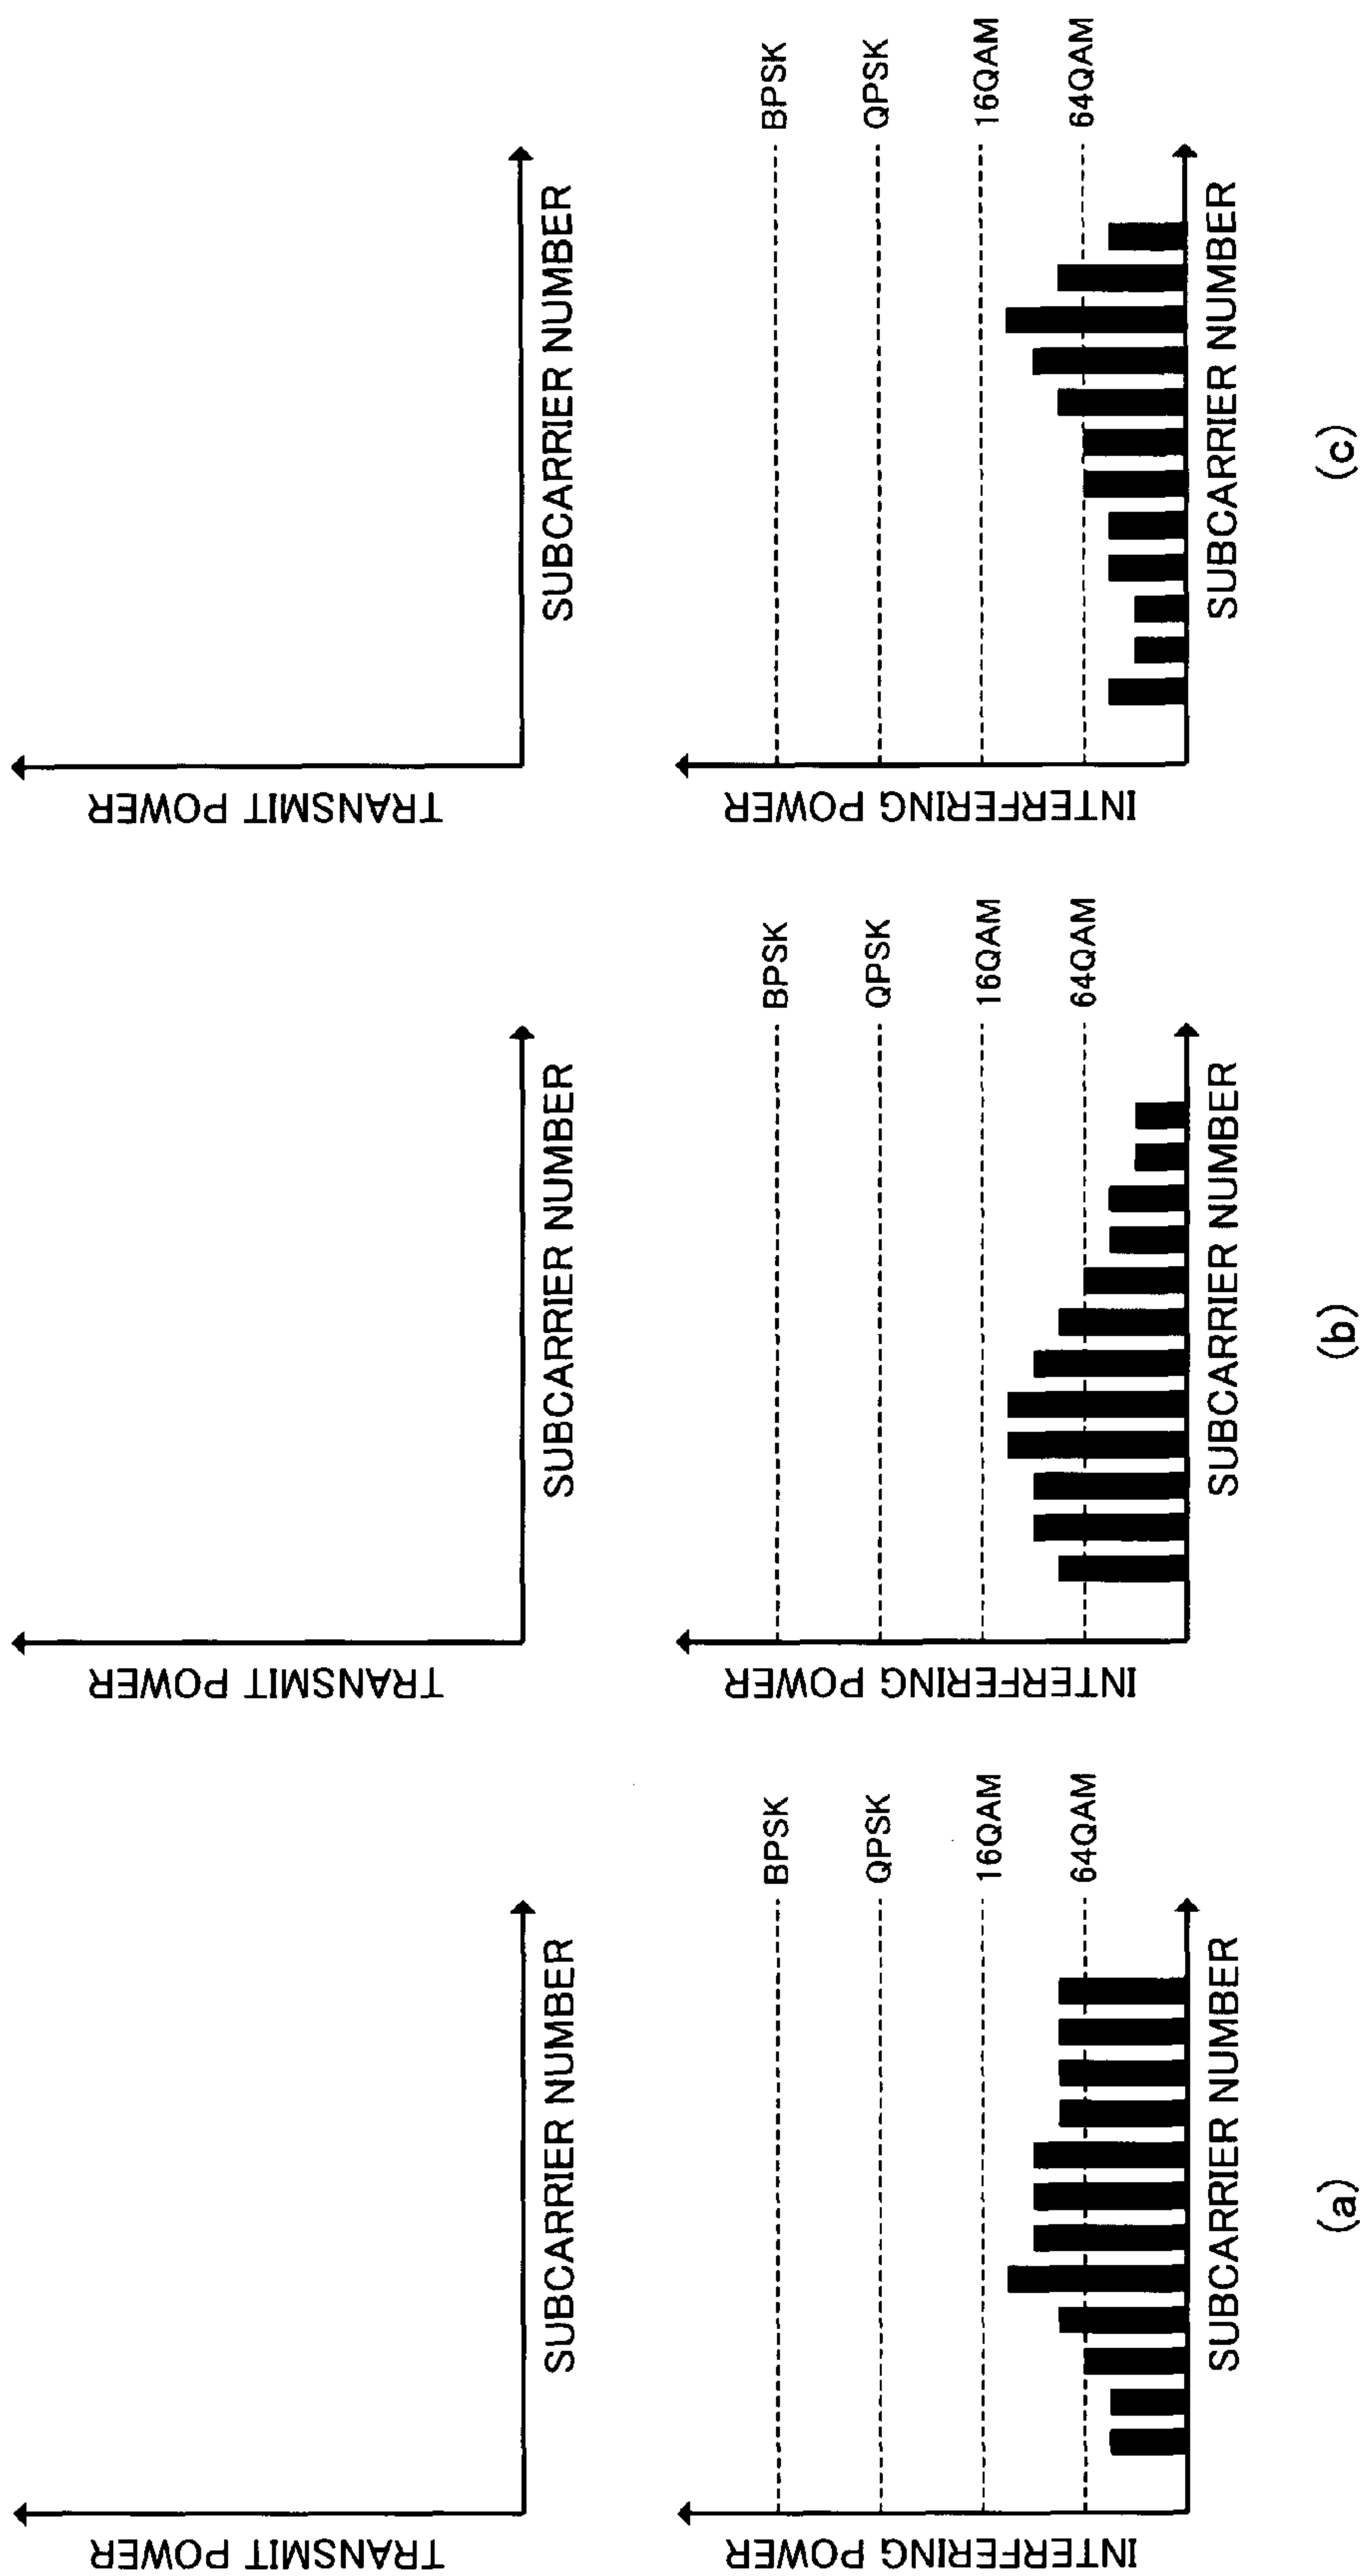 TRANSMIT POWER
SUBCARRIER NUMBER
INTERFERING POWER
BPSK
QPSK
16QAM
64QAM
SUBCARRIER NUMBER
(a)
TRANSMIT POWER
SUBCARRIER NUMBER
INTERFERING POWER
BPSK
QPSK
16QAM
64QAM
SUBCARRIER NUMBER
(b)
TRANSMIT POWER
SUBCARRIER NUMBER
INTERFERING POWER
BPSK
QPSK
16QAM
64QAM
SUBCARRIER NUMBER
(c)